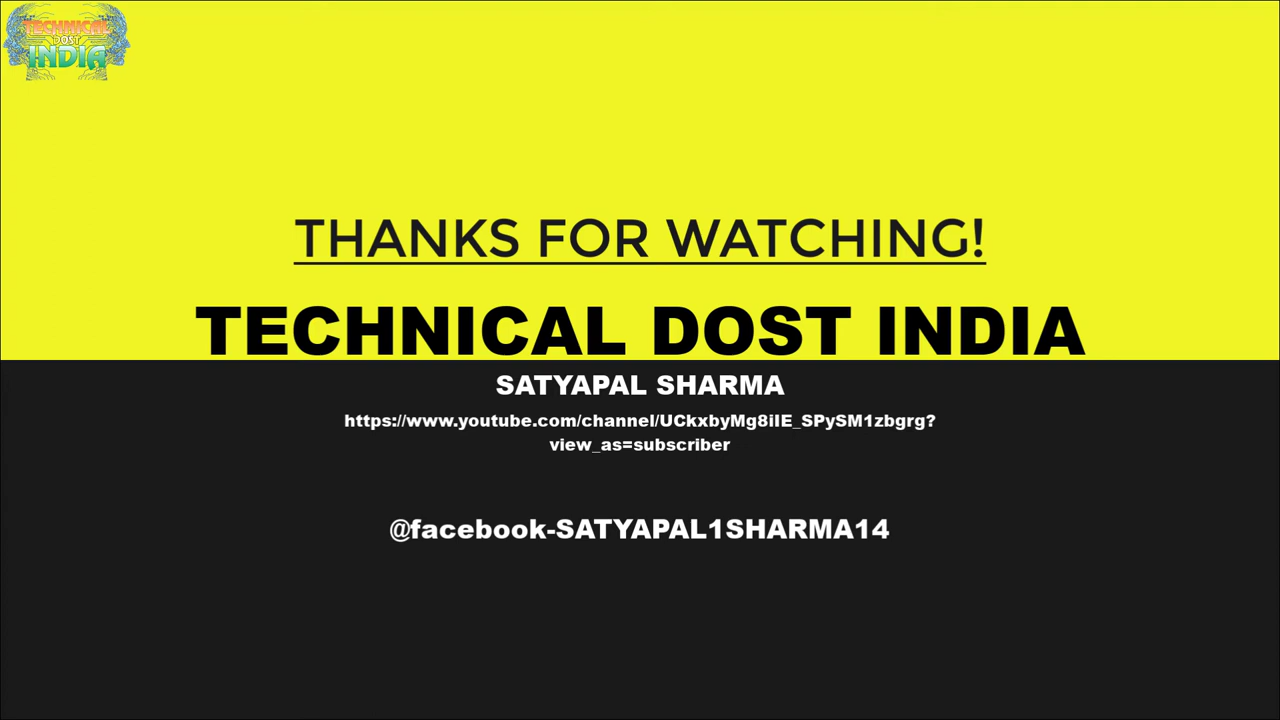 TECHNICAL
DOST
INDIA
THANKS FOR WATCHING!
TECHNICAL DOST INDIA
SATYAPAL SHARMA
https://www.youtube.com/channel/UCkxbyMg8iIE_SPySM1zbgrg?
view_as=subscriber
@facebook-SATYAPAL1SHARMA14